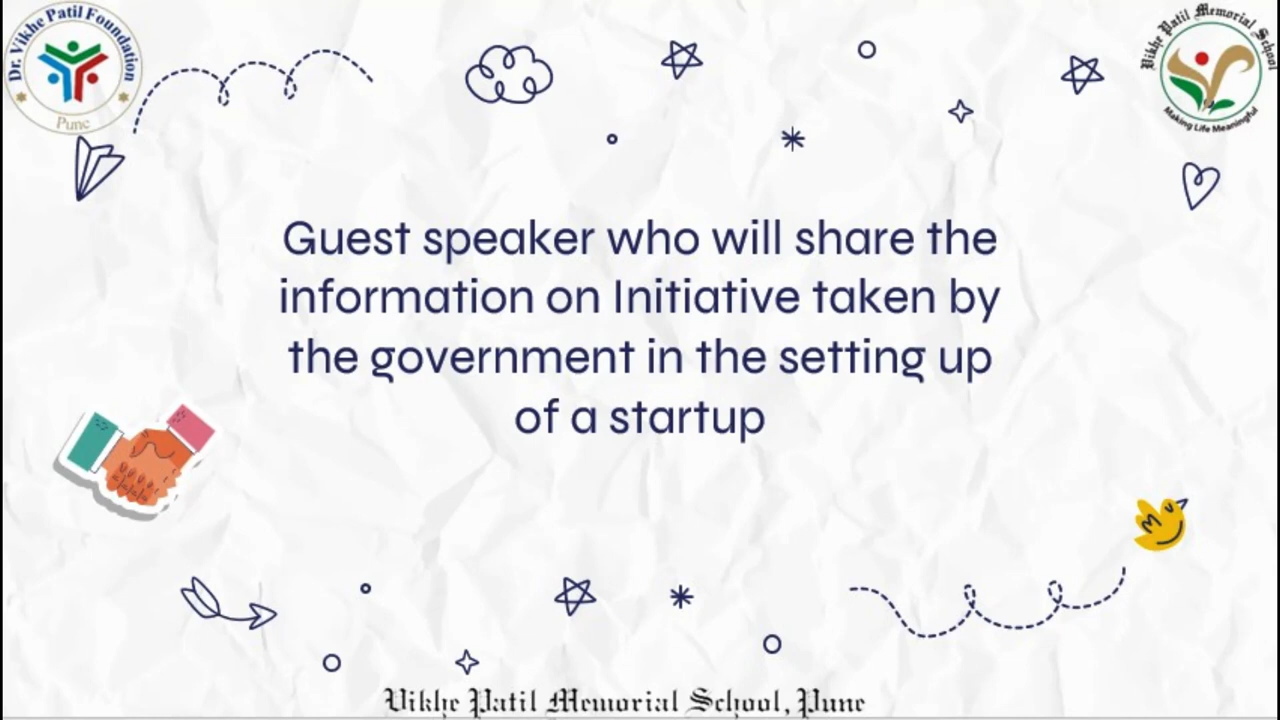 Dr. Vikhe Patil Foundation
Pune
Vikhe Patil Memorial School
Making Life Meaningful
Guest speaker who will share the
information on Initiative taken by
the government in the setting up
of a startup
Vikhe Patil Memorial School, Pune